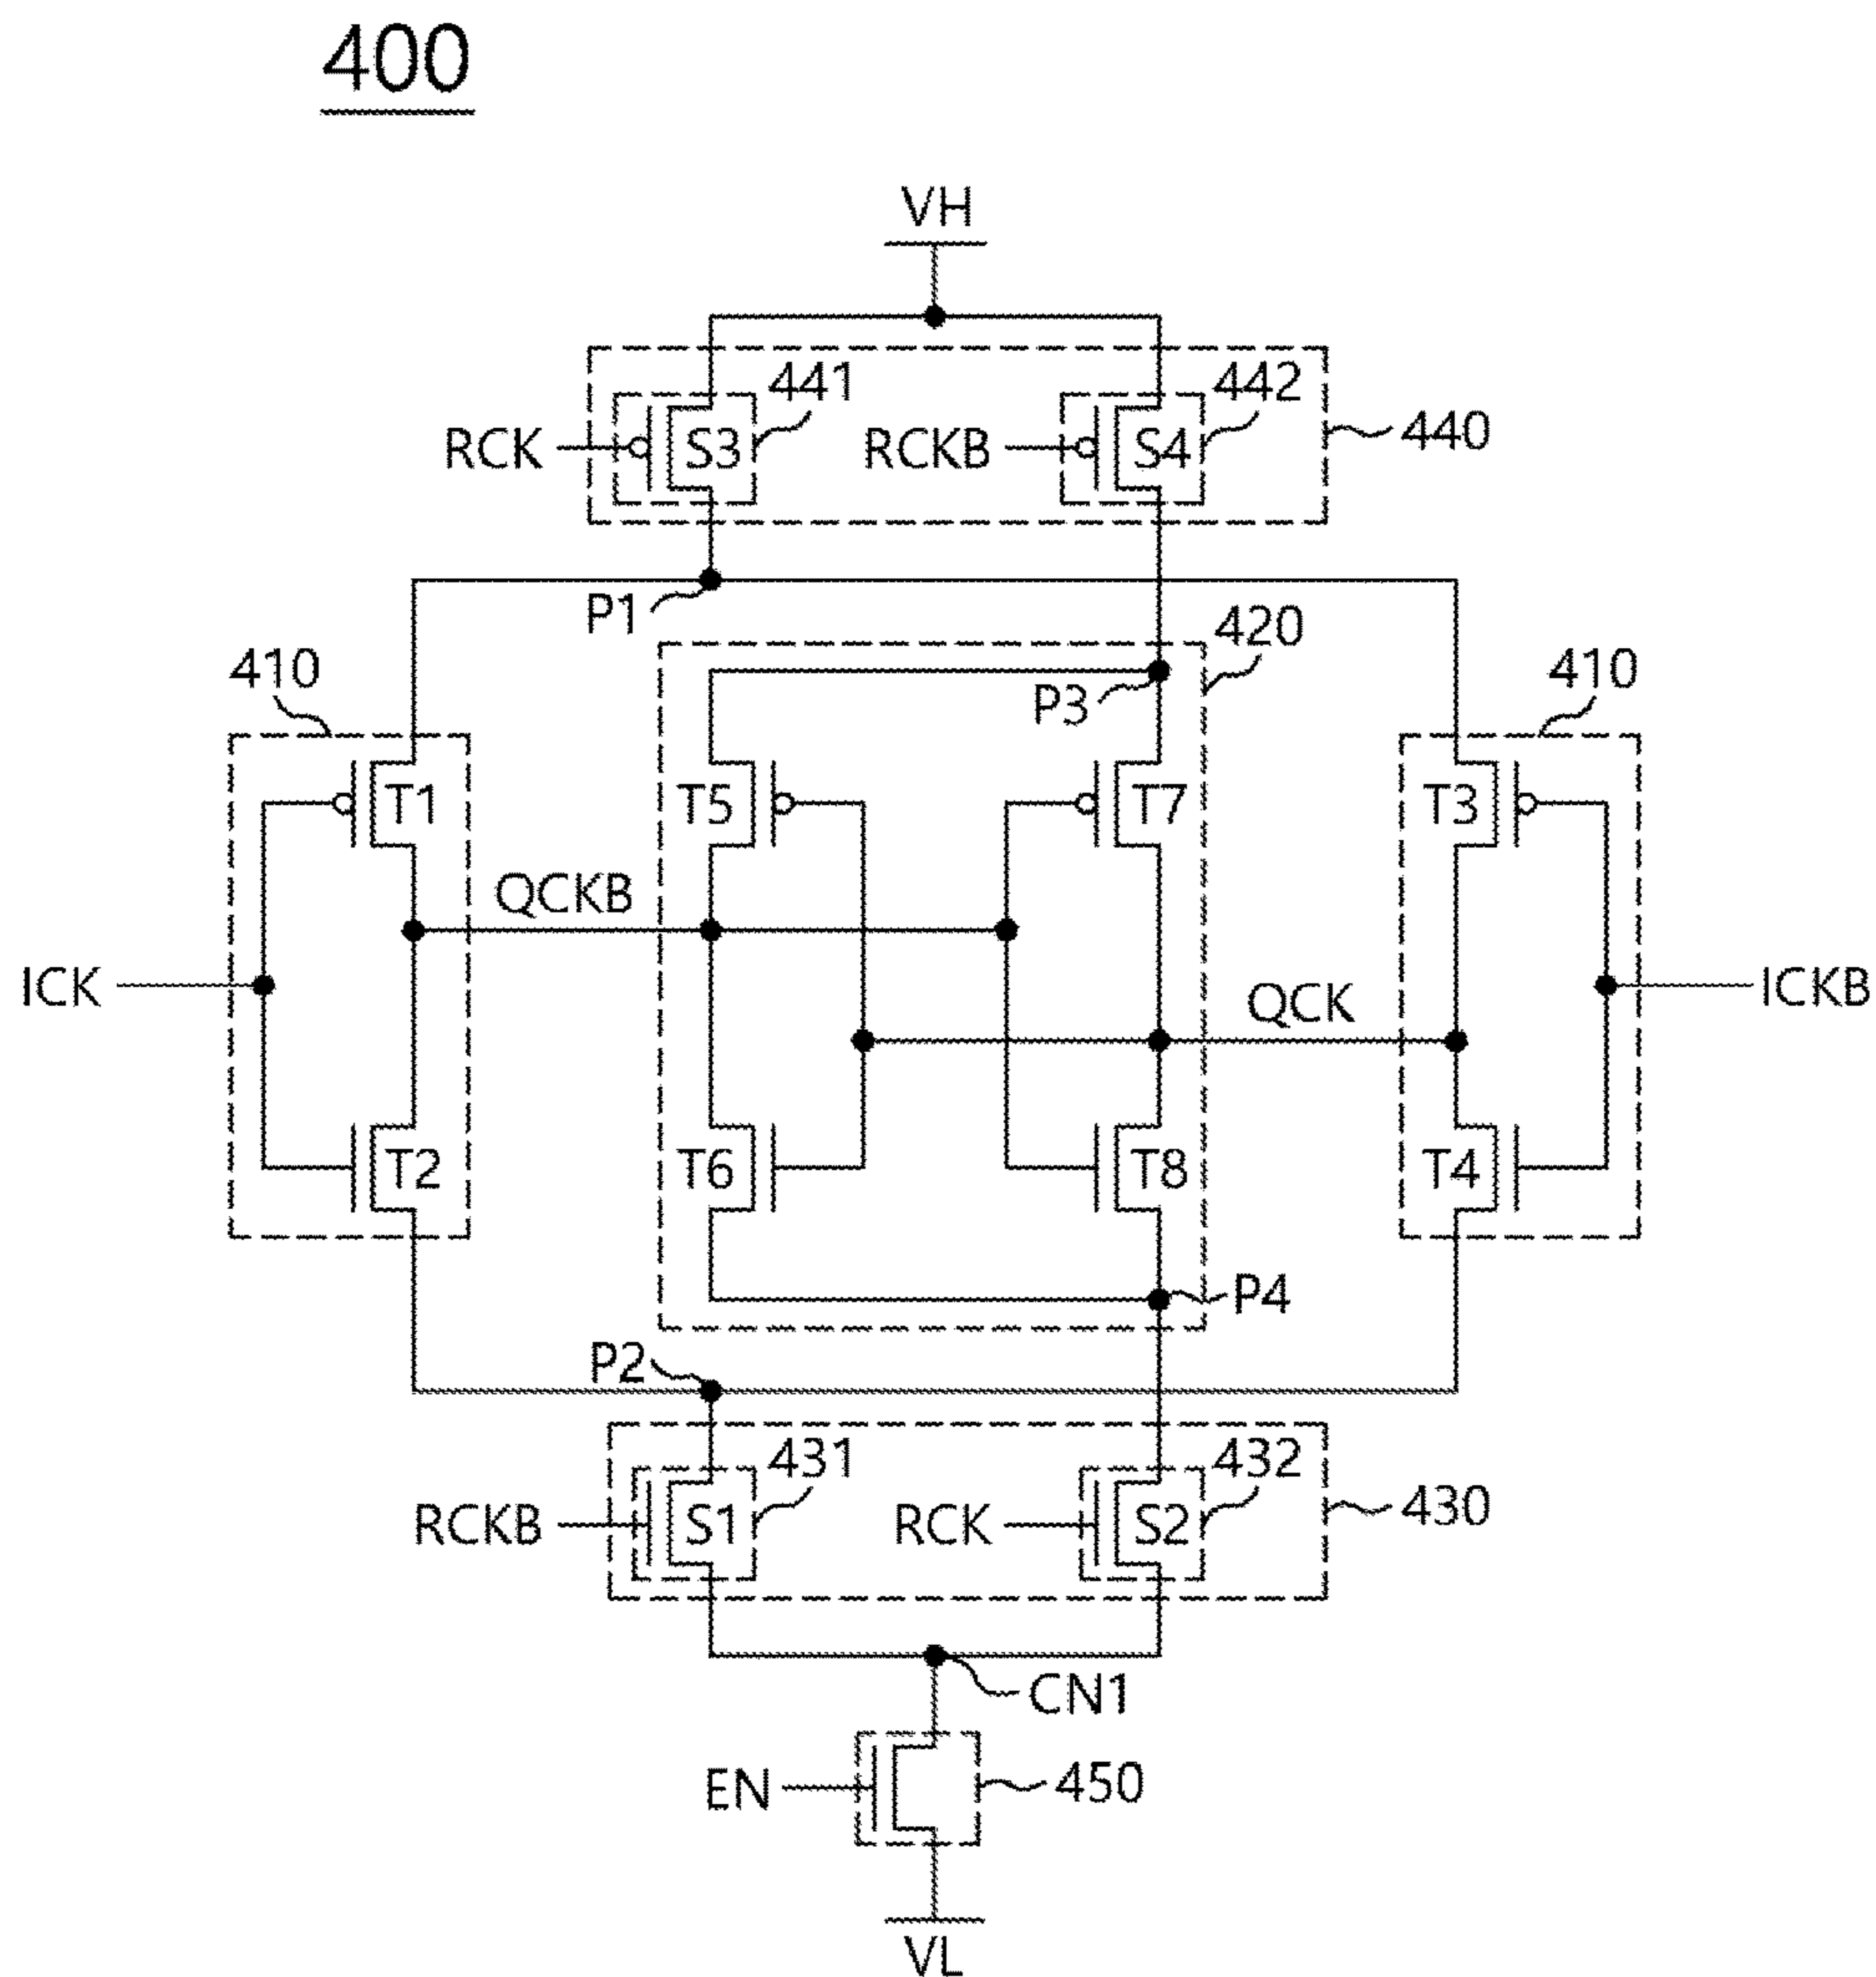 400
VH
441
442
RCK
S3
RCKB
S4
440
P1
420
410
P3
410
T1
T5
T7
T3
QCKB
ICK
QCK
ICKB
T2
T6
T8
T4
P4
P2
431
432
RCKB
S1
RCK
S2
430
CN1
EN
450
VL